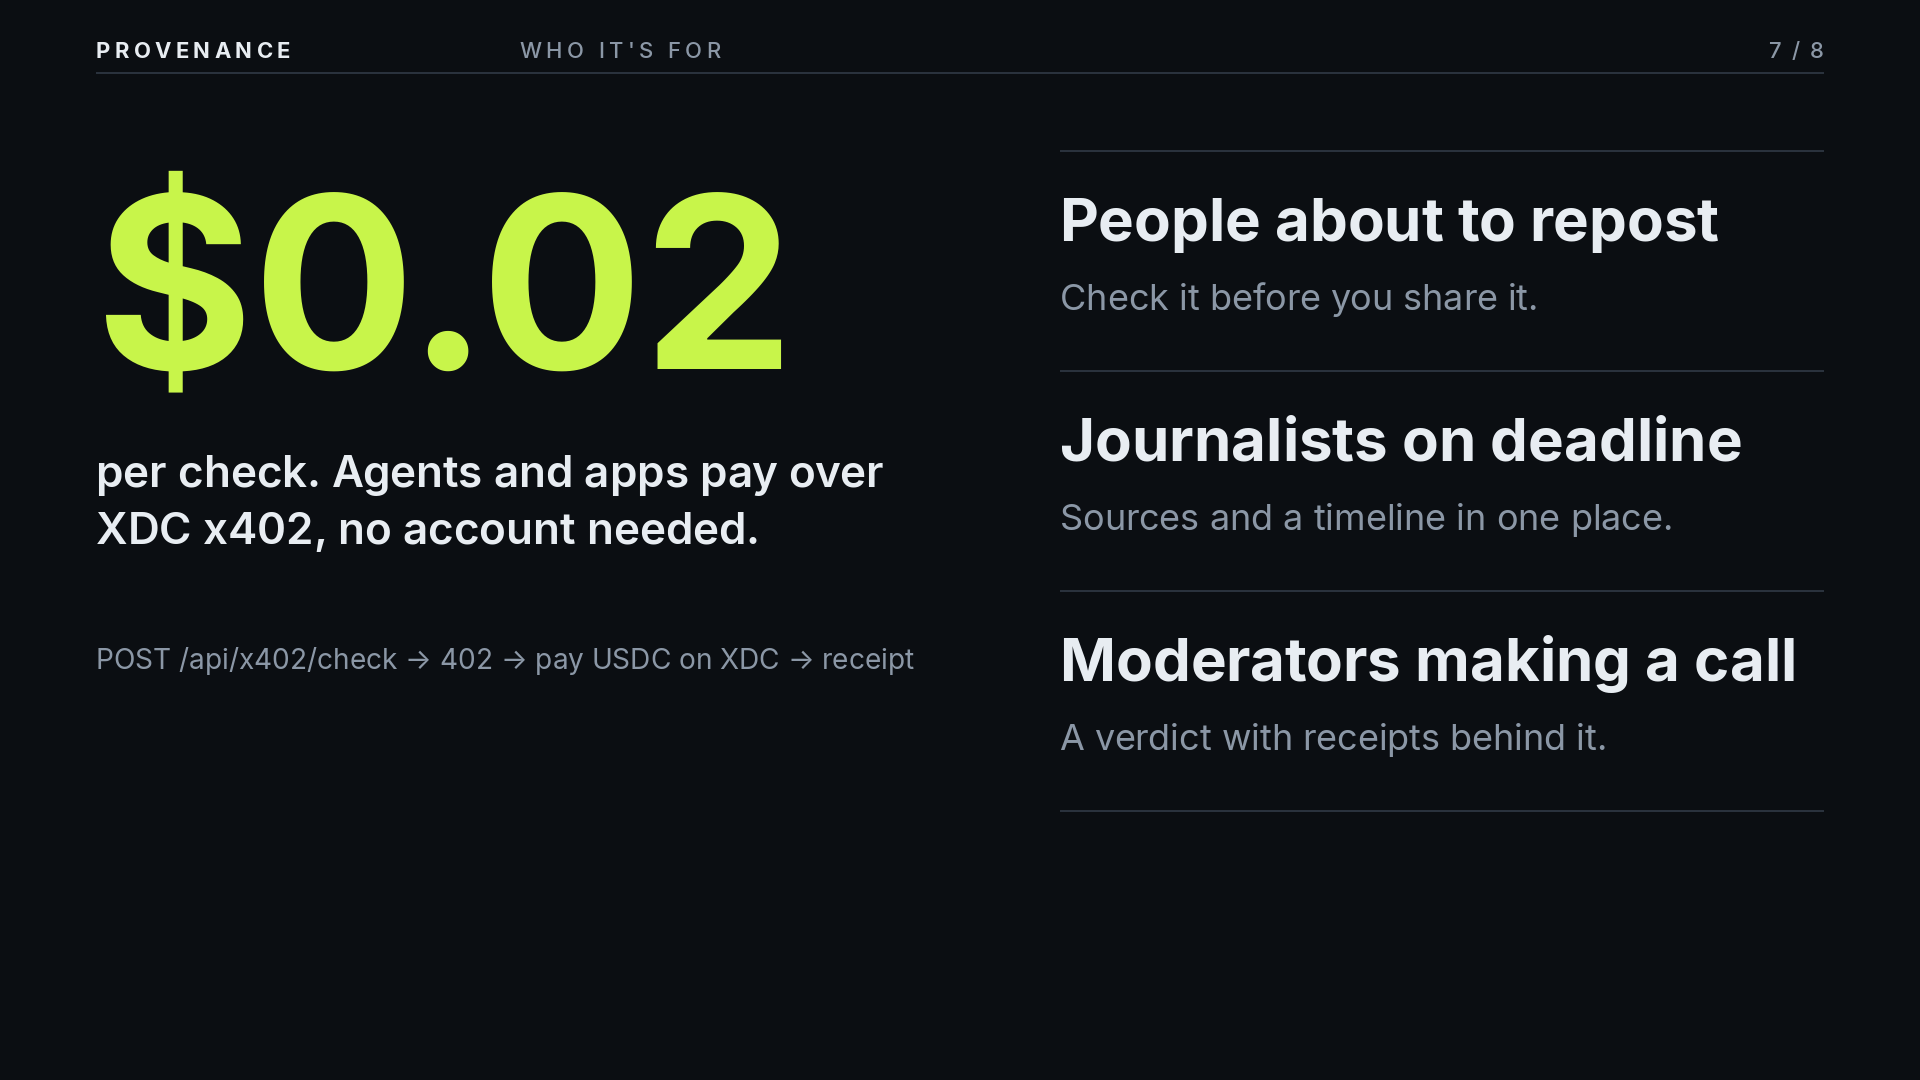 PROVENANCE
WHO IT'S FOR
7 / 8
$0.02
per check. Agents and apps pay over
XDC x402, no account needed.
POST /api/x402/check → 402 → pay USDC on XDC → receipt
People about to repost
Check it before you share it.
Journalists on deadline
Sources and a timeline in one place.
Moderators making a call
A verdict with receipts behind it.